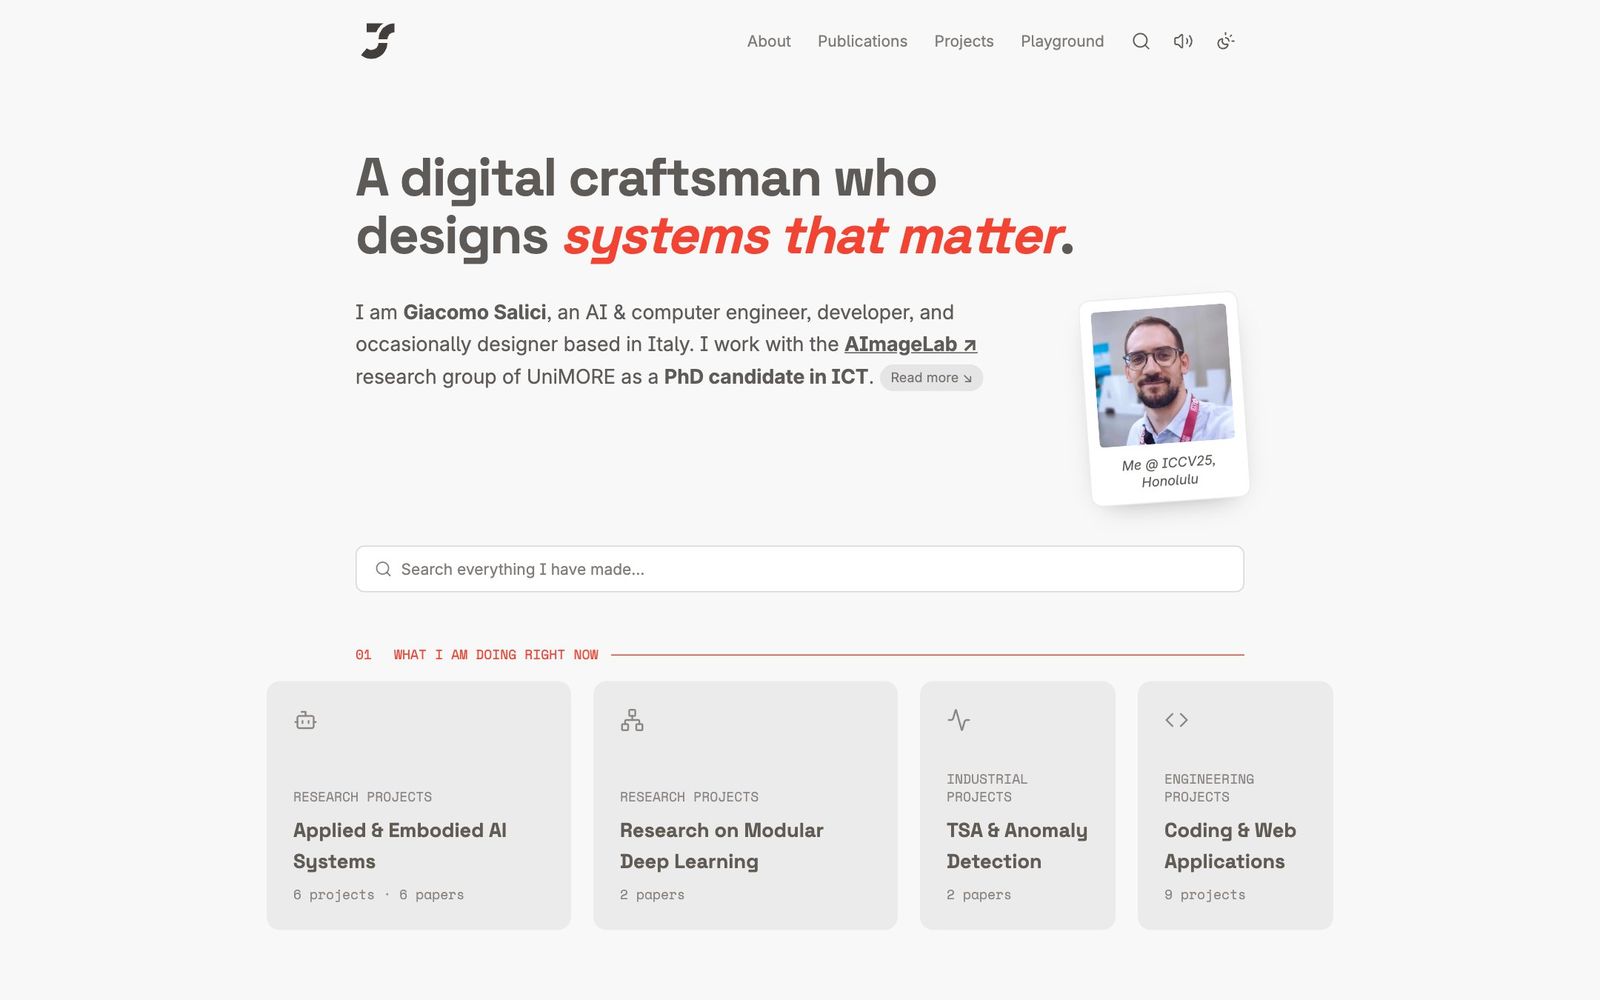 About Publications Projects Playground
A digital craftsman who
designs systems that matter.
I am Giacomo Salici, an AI & computer engineer, developer, and
occasionally designer based in Italy. I work with the AImageLab ↗
research group of UniMORE as a PhD candidate in ICT. Read more ↘
Me @ ICCV25,
Honolulu
Search everything I have made...
01 WHAT I AM DOING RIGHT NOW
RESEARCH PROJECTS
Applied & Embodied AI
Systems
6 projects · 6 papers
RESEARCH PROJECTS
Research on Modular
Deep Learning
2 papers
INDUSTRIAL
PROJECTS
TSA & Anomaly
Detection
2 papers
ENGINEERING
PROJECTS
Coding & Web
Applications
9 projects